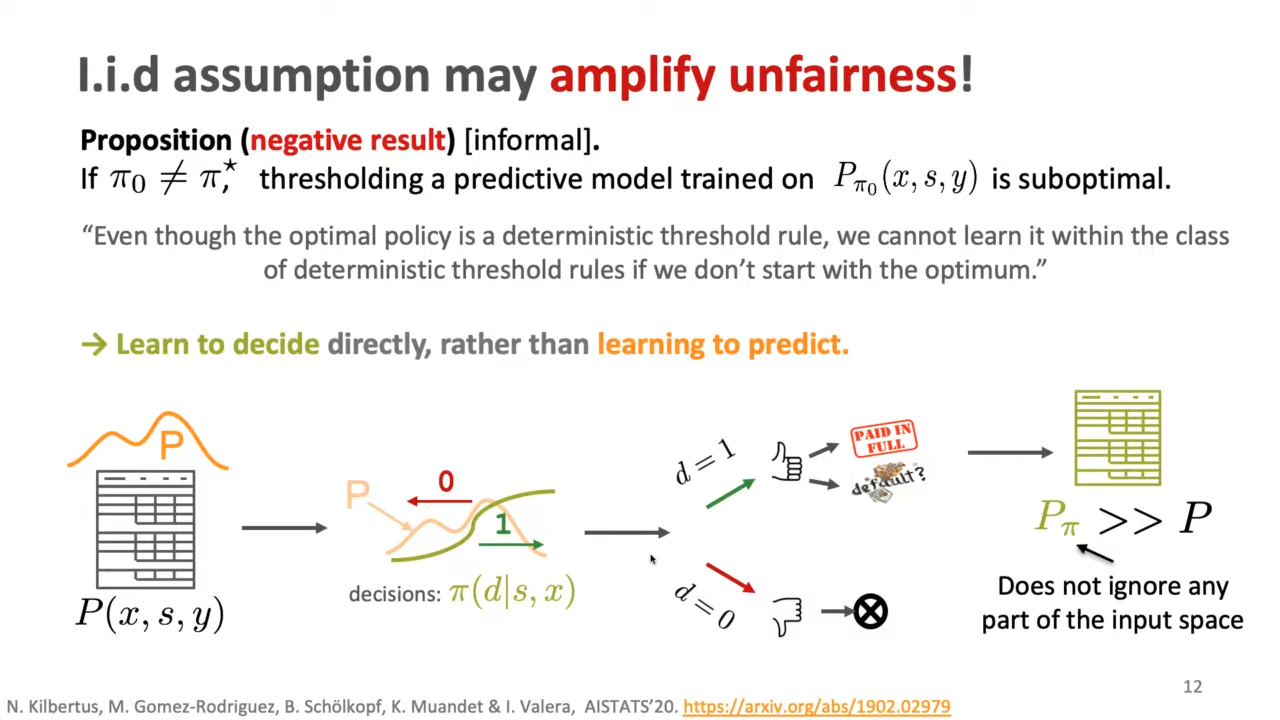 I.i.d assumption may amplify unfairness!
Proposition (negative result) [informal].
If π₀ ≠ π,* thresholding a predictive model trained on P_π₀(x, s, y) is suboptimal.
“Even though the optimal policy is a deterministic threshold rule, we cannot learn it within the class
of deterministic threshold rules if we don’t start with the optimum.”
→ Learn to decide directly, rather than learning to predict.
P
P(x, s, y)
P
0
1
decisions: π(d|s, x)
d = 1
d = 0
PAID IN
FULL
default?
P_π >> P
Does not ignore any
part of the input space
12
N. Kilbertus, M. Gomez-Rodriguez, B. Schölkopf, K. Muandet & I. Valera, AISTATS’20. https://arxiv.org/abs/1902.02979